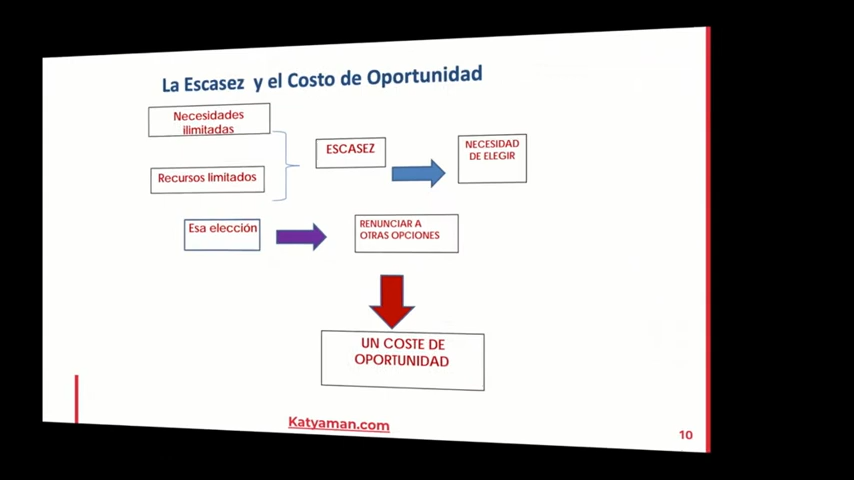 La Escasez y el Costo de Oportunidad
Necesidades
ilimitadas
ESCASEZ
NECESIDAD
DE ELEGIR
Recursos limitados
Esa elección
RENUNCIAR A
OTRAS OPCIONES
UN COSTE DE
OPORTUNIDAD
Katyaman.com
10